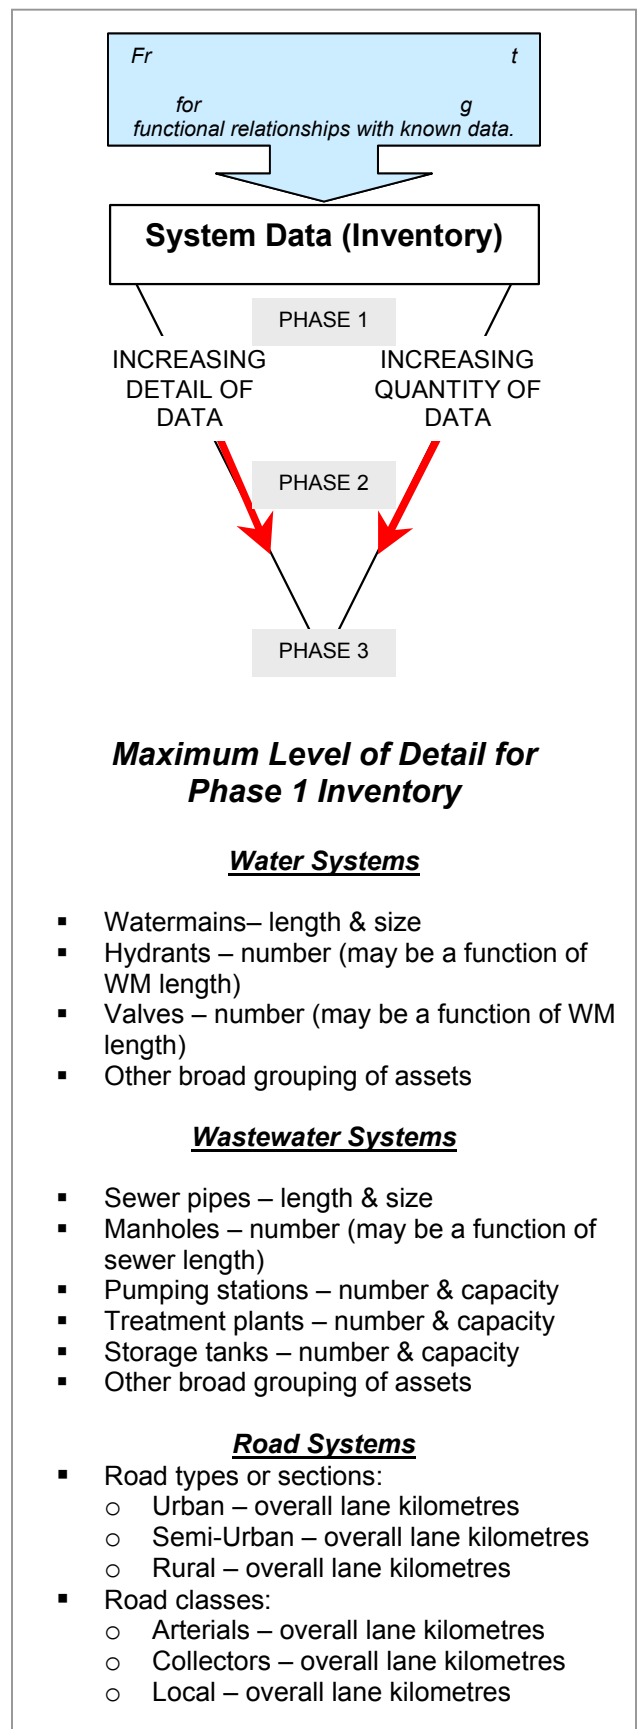 Fr t
for g
functional relationships with known data.
System Data (Inventory)
PHASE 1
INCREASING
DETAIL OF
DATA
INCREASING
QUANTITY OF
DATA
PHASE 2
PHASE 3
Maximum Level of Detail for
Phase 1 Inventory
Water Systems
▪ Watermains– length & size
▪ Hydrants – number (may be a function of
WM length)
▪ Valves – number (may be a function of WM
length)
▪ Other broad grouping of assets
Wastewater Systems
▪ Sewer pipes – length & size
▪ Manholes – number (may be a function of
sewer length)
▪ Pumping stations – number & capacity
▪ Treatment plants – number & capacity
▪ Storage tanks – number & capacity
▪ Other broad grouping of assets
Road Systems
▪ Road types or sections:
o Urban – overall lane kilometres
o Semi-Urban – overall lane kilometres
o Rural – overall lane kilometres
▪ Road classes:
o Arterials – overall lane kilometres
o Collectors – overall lane kilometres
o Local – overall lane kilometres